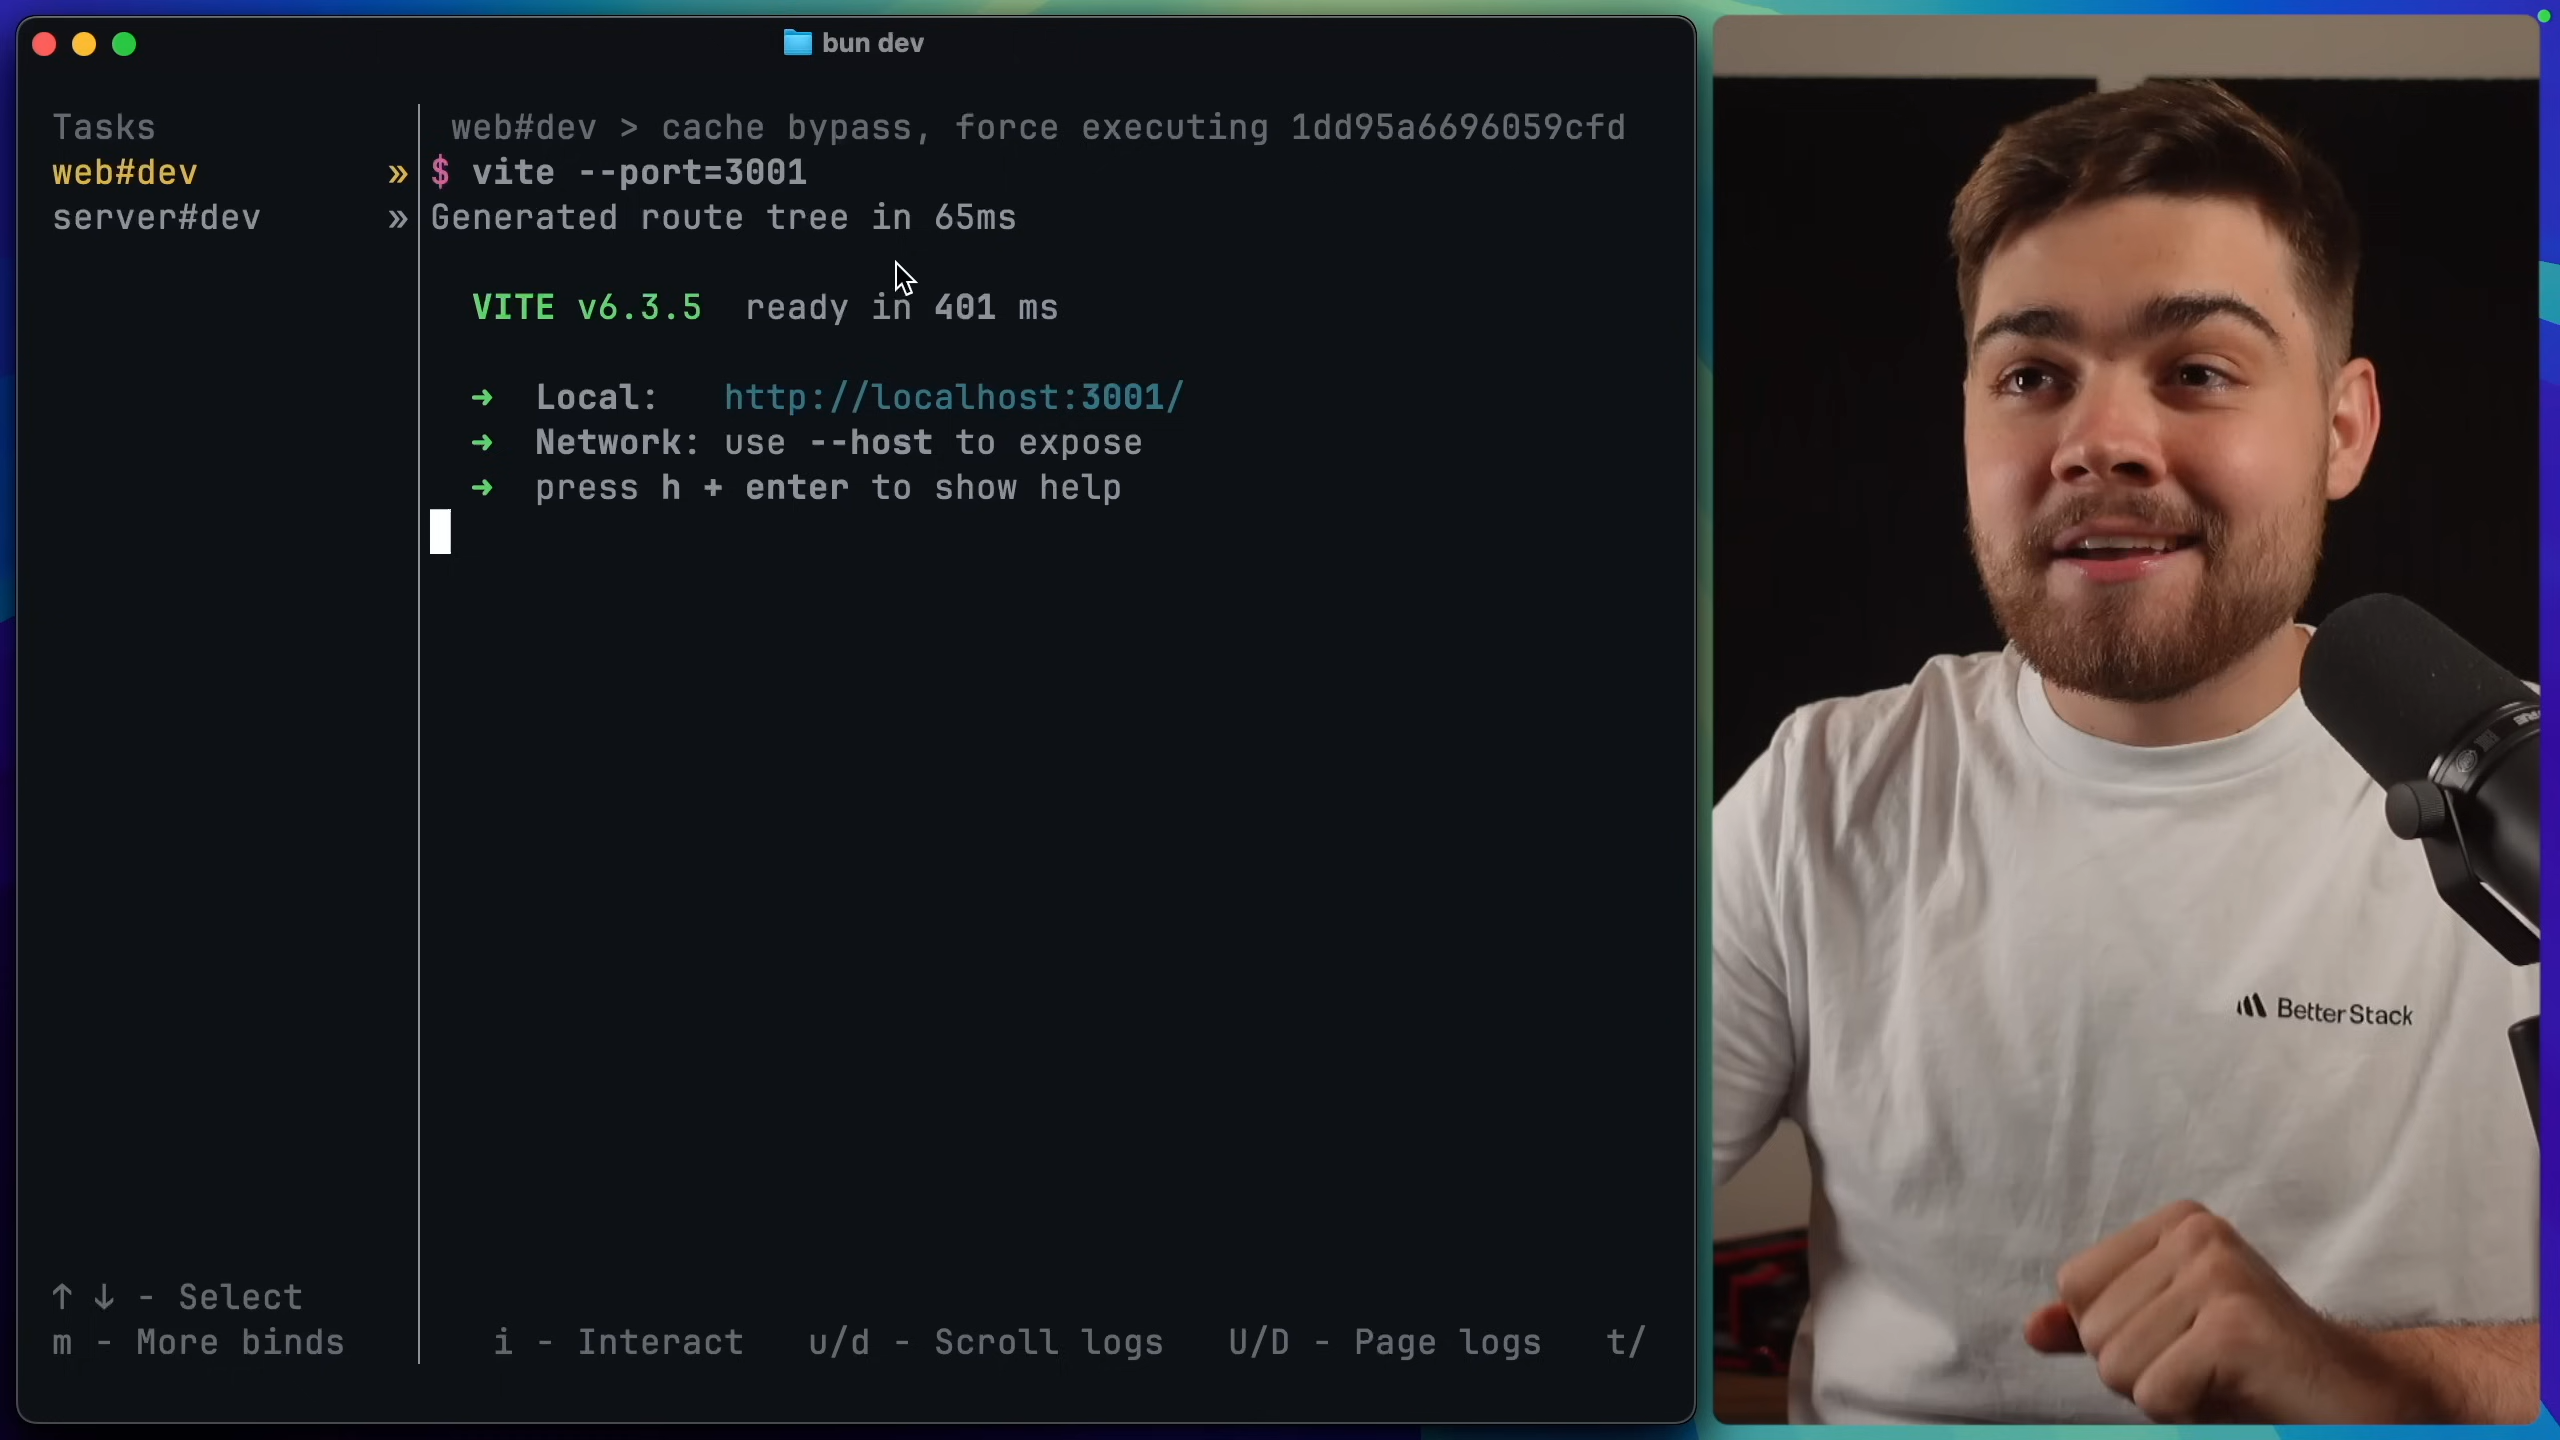 bun dev
Tasks
web#dev »
server#dev »
web#dev > cache bypass, force executing 1dd95a6696059cfd
$ vite --port=3001
Generated route tree in 65ms
VITE v6.3.5 ready in 401 ms
➜ Local: http://localhost:3001/
➜ Network: use --host to expose
➜ press h + enter to show help
↑ ↓ - Select
m - More binds
i - Interact u/d - Scroll logs U/D - Page logs t/
Better Stack